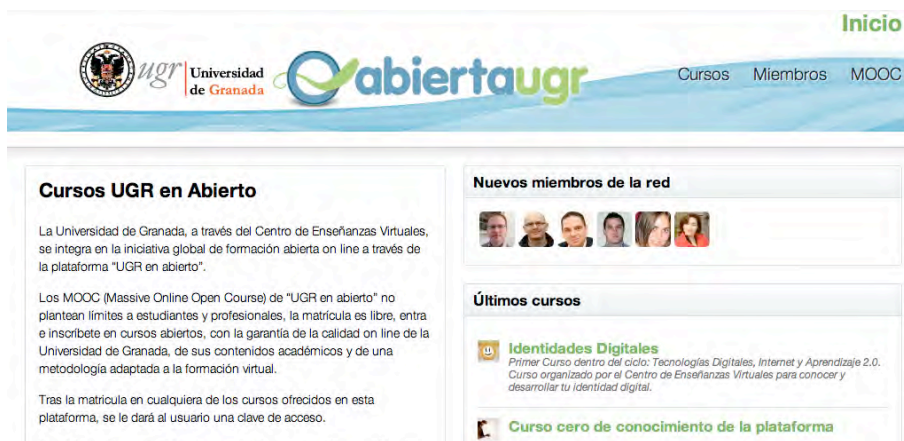 Inicio
ugr Universidad
de Granada
abiertaugr
Cursos Miembros MOOC
Cursos UGR en Abierto
La Universidad de Granada, a través del Centro de Enseñanzas Virtuales,
se integra en la iniciativa global de formación abierta on line a través de
la plataforma “UGR en abierto”.
Los MOOC (Massive Online Open Course) de “UGR en abierto” no
plantean límites a estudiantes y profesionales, la matrícula es libre, entra
e inscríbete en cursos abiertos, con la garantía de la calidad on line de la
Universidad de Granada, de sus contenidos académicos y de una
metodología adaptada a la formación virtual.
Tras la matricula en cualquiera de los cursos ofrecidos en esta
plataforma, se le dará al usuario una clave de acceso.
Nuevos miembros de la red
Últimos cursos
Identidades Digitales
Primer Curso dentro del ciclo: Tecnologías Digitales, Internet y Aprendizaje 2.0.
Curso organizado por el Centro de Enseñanzas Virtuales para conocer y
desarrollar tu identidad digital.
Curso cero de conocimiento de la plataforma